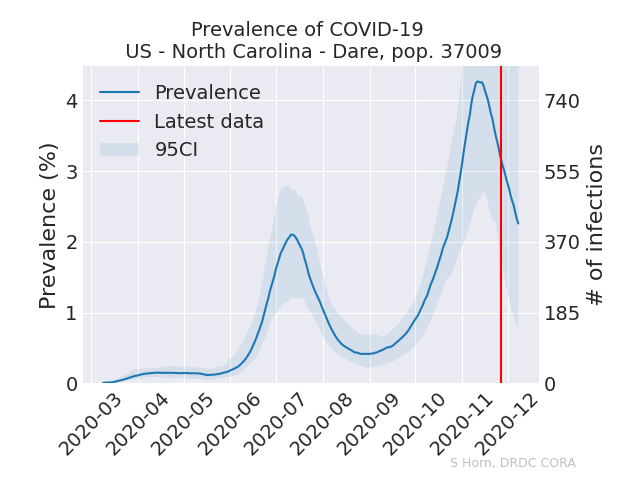 Prevalence of COVID-19
US - North Carolina - Dare, pop. 37009
Prevalence
Latest data
95CI
Prevalence (%)
4
3
2
1
0
740
555
370
185
0
# of infections
2020-03
2020-04
2020-05
2020-06
2020-07
2020-08
2020-09
2020-10
2020-11
2020-12
S Horn, DRDC CORA